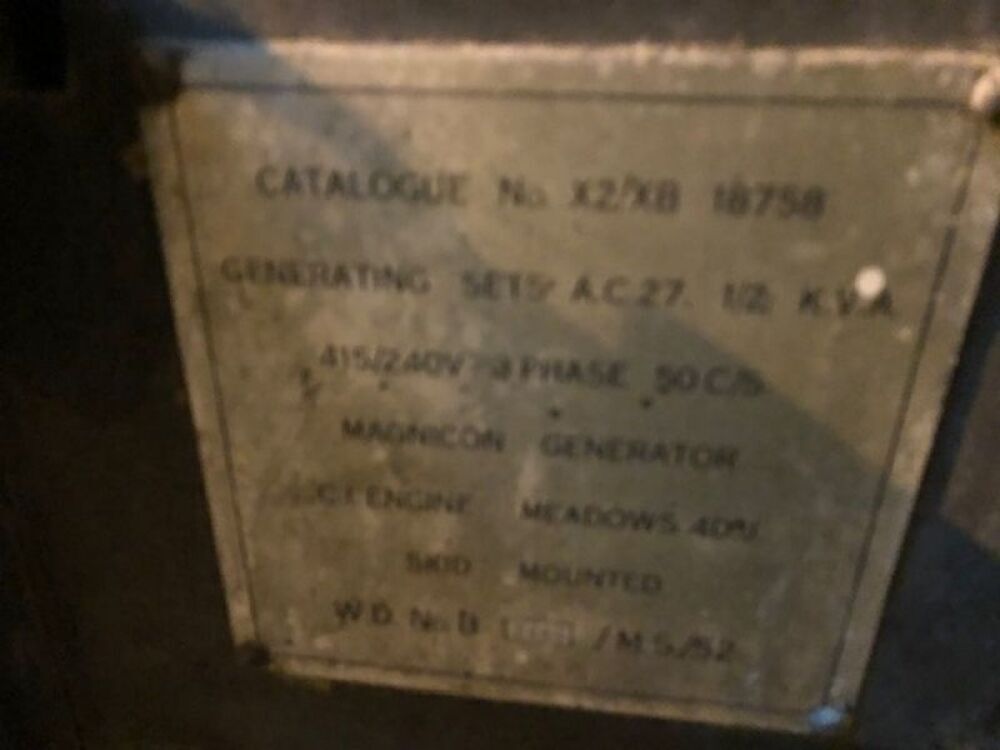 CATALOGUE No. X2/XB 18758
GENERATING SETS A.C. 27. 1/2 K.V.A.
415/240V 3 PHASE 50 C/S
MAGNICON GENERATOR
C.I. ENGINE MEADOWS
SKID MOUNTED
W.D. No. B /M.S./52